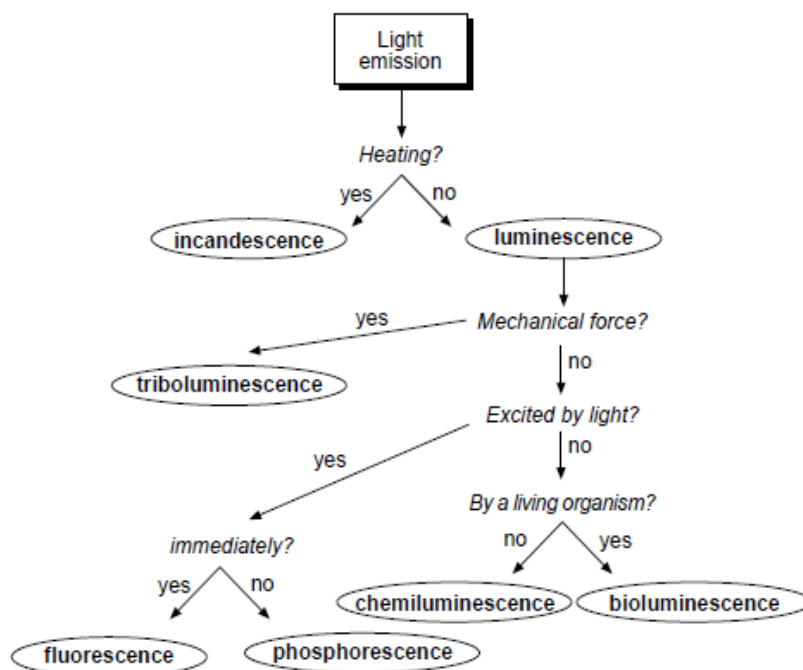 Light
emission
Heating?
yes
no
incandescence
luminescence
yes
Mechanical force?
no
triboluminescence
Excited by light?
yes
no
By a living organism?
immediately?
no
yes
yes
no
chemiluminescence
bioluminescence
fluorescence
phosphorescence